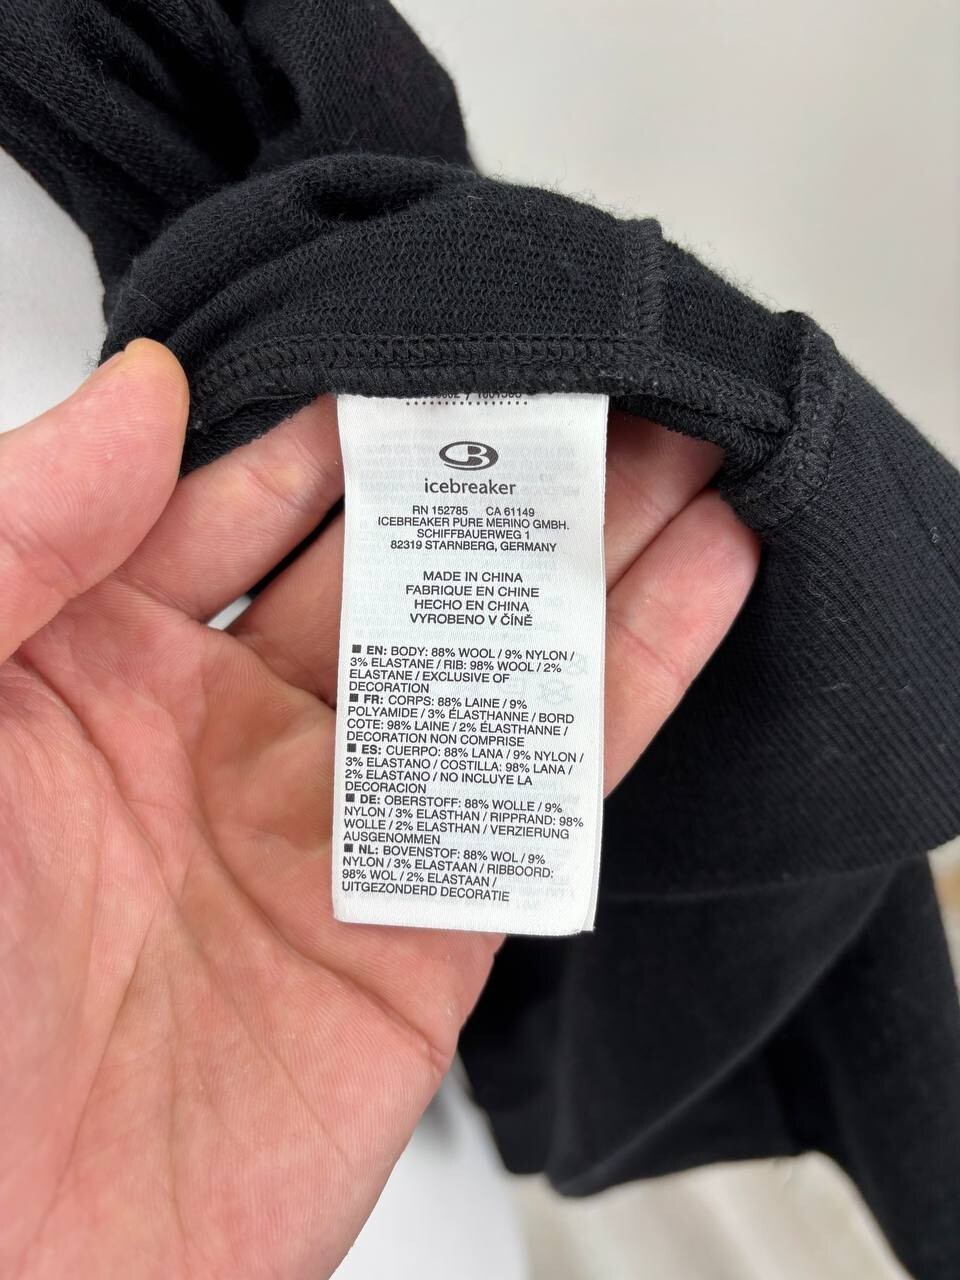 icebreaker
RN 152785 CA 61149
ICEBREAKER PURE MERINO GMBH.
SCHIFFBAUERWEG 1
82319 STARNBERG, GERMANY
MADE IN CHINA
FABRIQUE EN CHINE
HECHO EN CHINA
VYROBENO V ČÍNĚ
EN: BODY: 88% WOOL / 9% NYLON /
3% ELASTANE / RIB: 98% WOOL / 2%
ELASTANE / EXCLUSIVE OF
DECORATION
FR: CORPS: 88% LAINE / 9%
POLYAMIDE / 3% ÉLASTHANNE / BORD
COTE: 98% LAINE / 2% ÉLASTHANNE /
DECORATION NON COMPRISE
ES: CUERPO: 88% LANA / 9% NYLON /
3% ELASTANO / COSTILLA: 98% LANA /
2% ELASTANO / NO INCLUYE LA
DECORACION
DE: OBERSTOFF: 88% WOLLE / 9%
NYLON / 3% ELASTHAN / RIPPRAND: 98%
WOLLE / 2% ELASTHAN / VERZIERUNG
AUSGENOMMEN
NL: BOVENSTOF: 88% WOL / 9%
NYLON / 3% ELASTAAN / RIBBOORD:
98% WOL / 2% ELASTAAN /
UITGEZONDERD DECORATIE